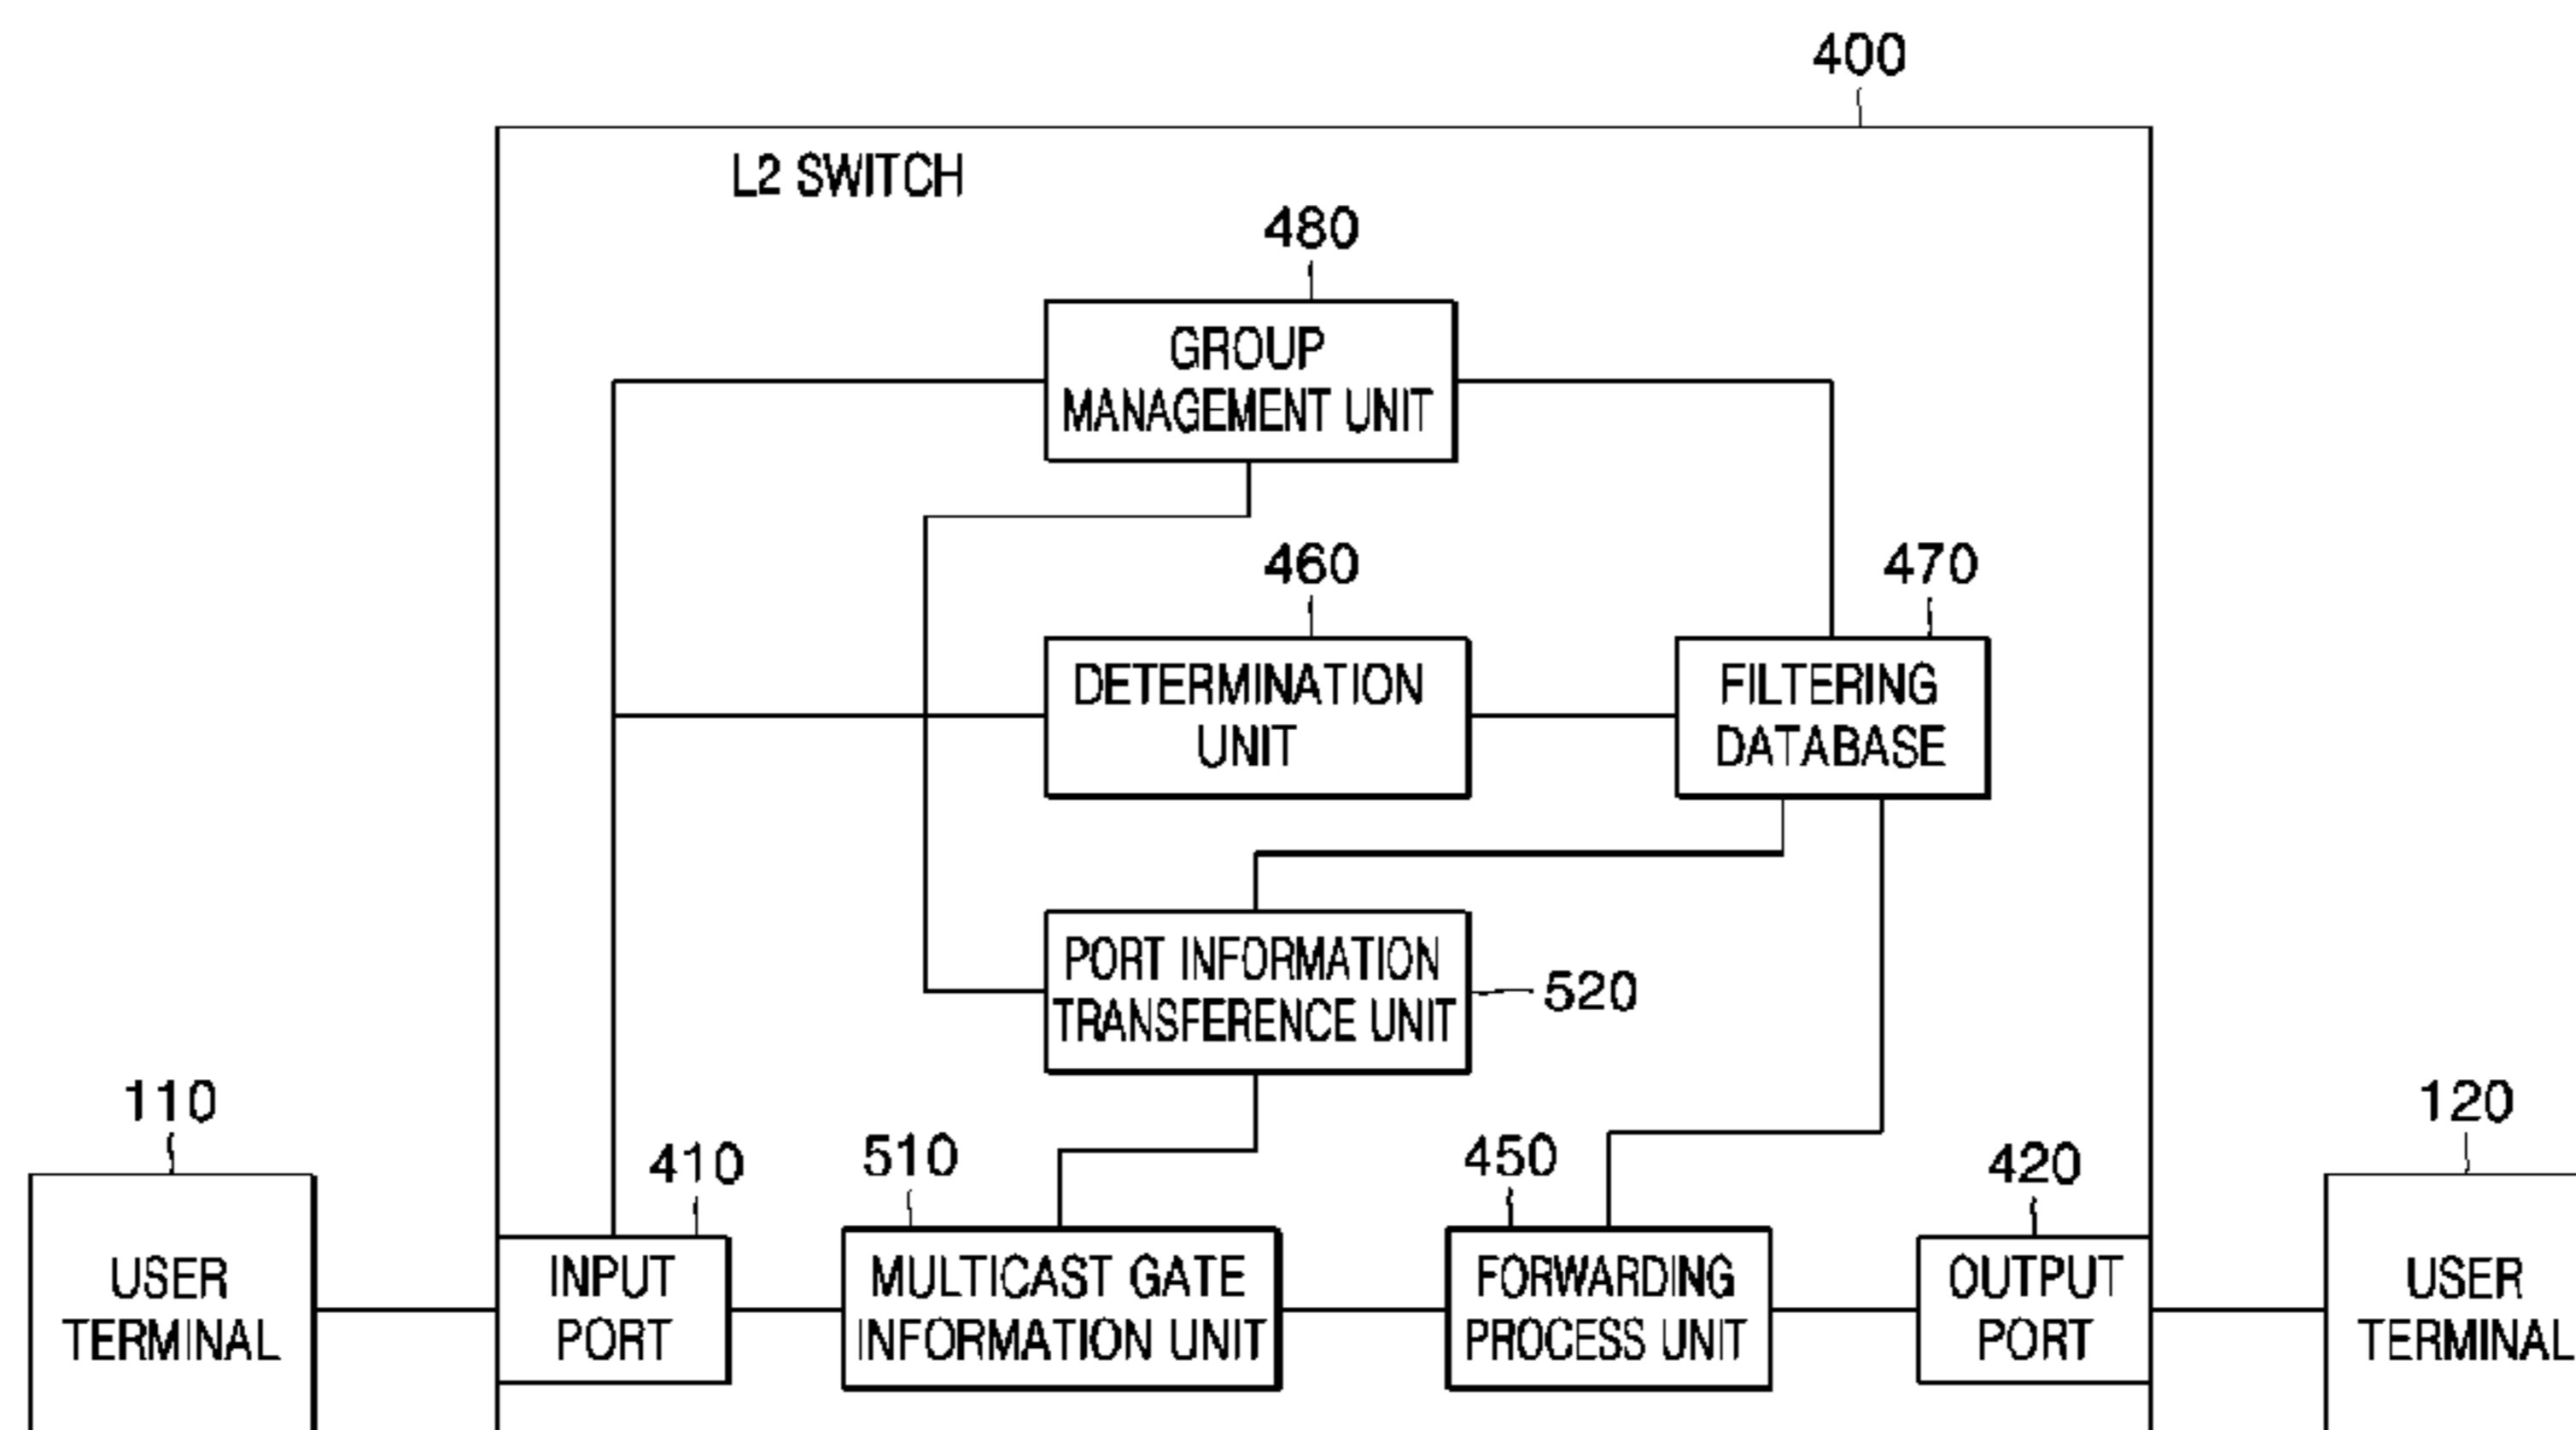 400
L2 SWITCH
480
GROUP
MANAGEMENT UNIT
460
470
DETERMINATION
UNIT
FILTERING
DATABASE
PORT INFORMATION
TRANSFERENCE UNIT
520
110
410
510
450
420
120
USER
TERMINAL
INPUT
PORT
MULTICAST GATE
INFORMATION UNIT
FORWARDING
PROCESS UNIT
OUTPUT
PORT
USER
TERMINAL